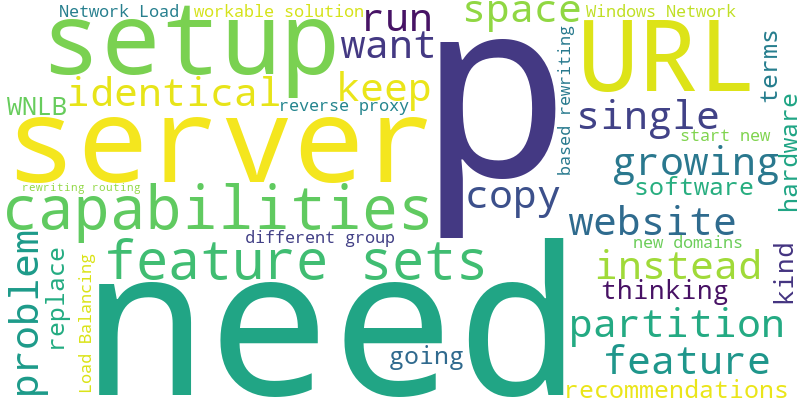 Network Load
workable solution
run
space
Windows Network
setup
want
p
based rewriting
URL
terms
identical
keep
WNLB
reverse proxy
single
hardware
server
start new
growing
software
rewriting routing
capabilities
copy
website
different group
new domains
problem
replace
Load Balancing
feature sets
instead
kind
thinking
need
going
partition
feature
recommendations